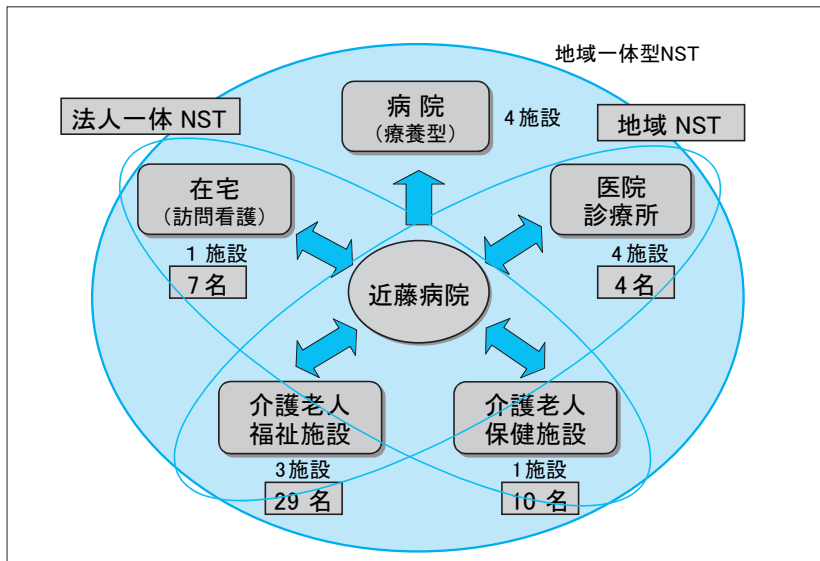 地域一体型NST
法人一体 NST
病 院
(療養型)
4施設
地域 NST
在宅
(訪問看護)
1 施設
7 名
医院
診療所
4施設
4 名
近藤病院
介護老人
福祉施設
3施設
29 名
介護老人
保健施設
1施設
10 名